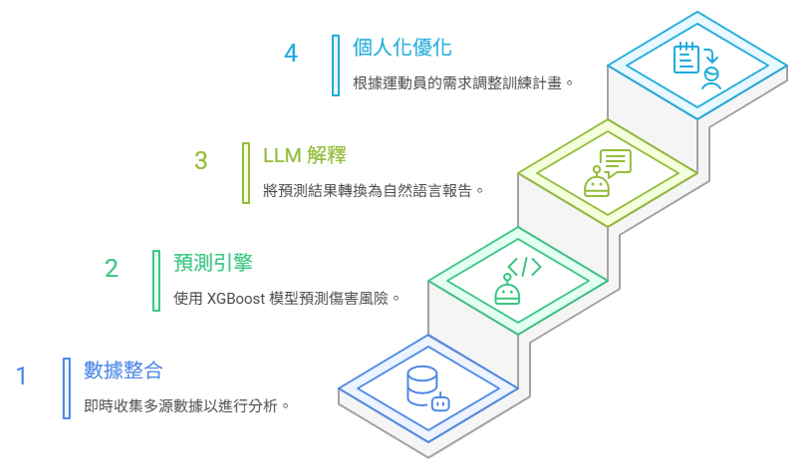 4
個人化優化
根據運動員的需求調整訓練計畫。
3
LLM 解釋
將預測結果轉換為自然語言報告。
2
預測引擎
使用 XGBoost 模型預測傷害風險。
1
數據整合
即時收集多源數據以進行分析。